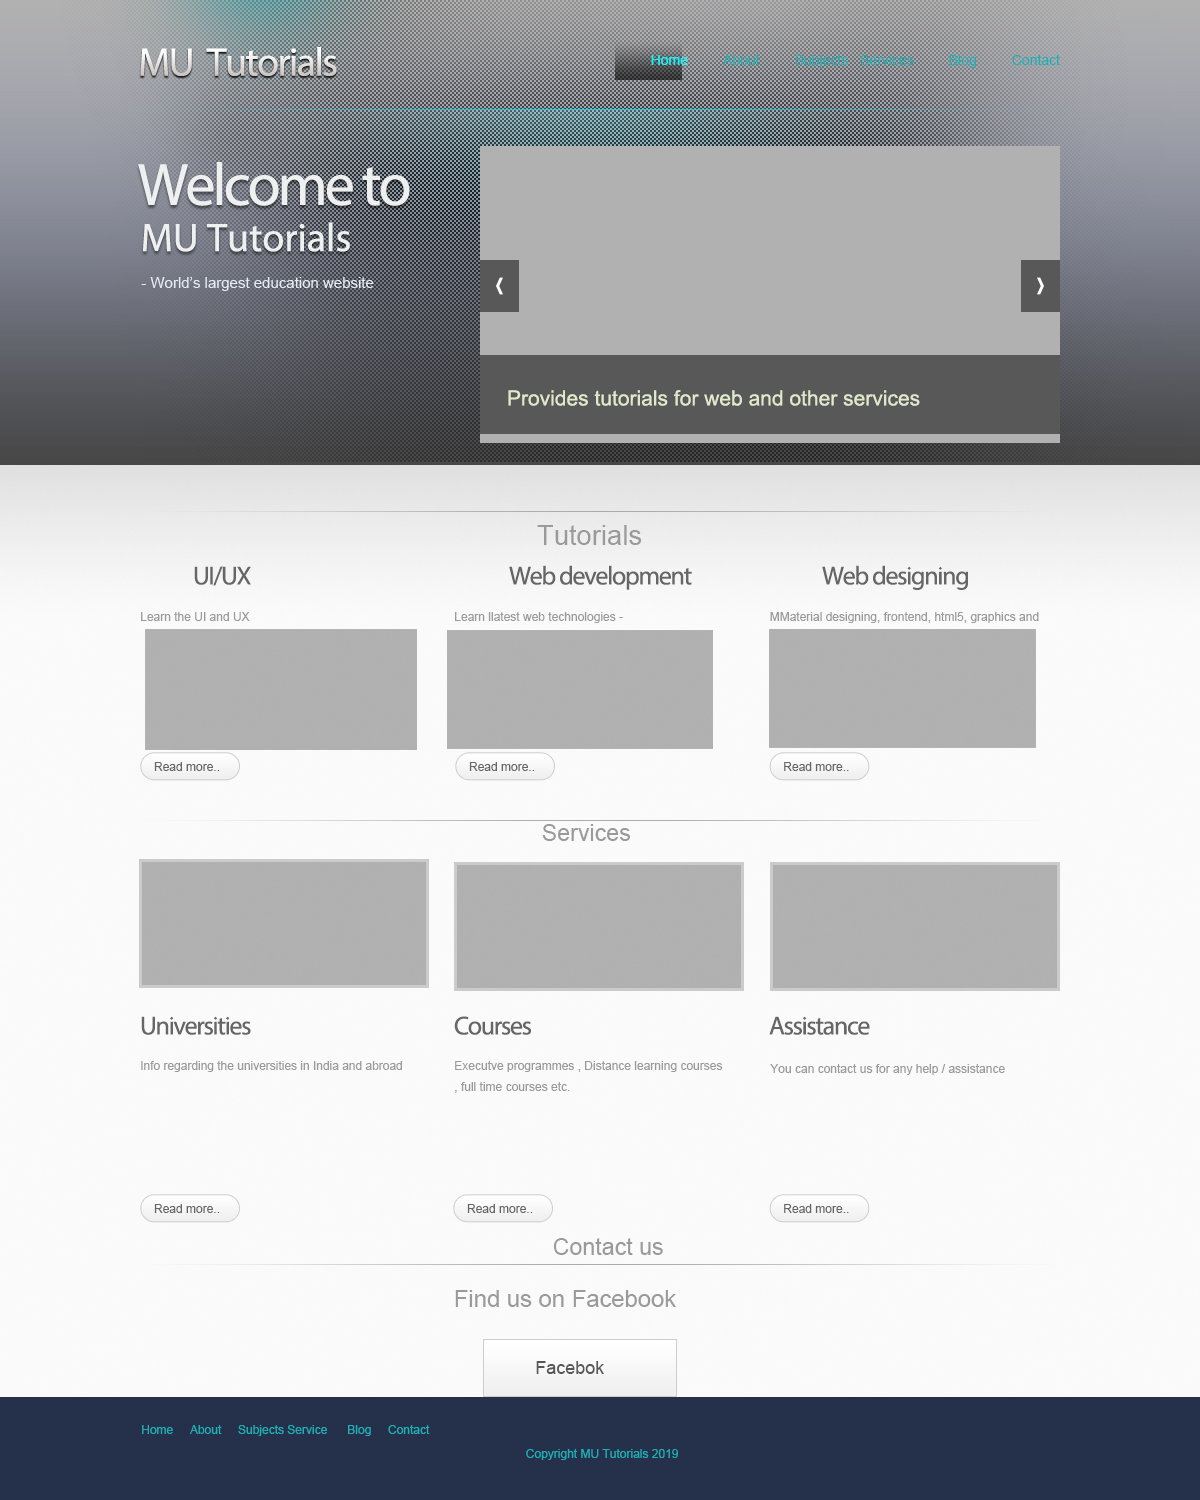 MU Tutorials
Home About Subjects Services Blog Contact
Welcome to
MU Tutorials
- World's largest education website
Provides tutorials for web and other services
Tutorials
UI/UX
Web development
Web designing
Learn the UI and UX
Learn llatest web technologies -
MMaterial designing, frontend, html5, graphics and
Read more..
Read more..
Read more..
Services
Universities
Courses
Assistance
Info regarding the universities in India and abroad
Executve programmes , Distance learning courses
, full time courses etc.
You can contact us for any help / assistance
Read more..
Read more..
Read more..
Contact us
Find us on Facebook
Facebok
Home About Subjects Service Blog Contact
Copyright MU Tutorials 2019